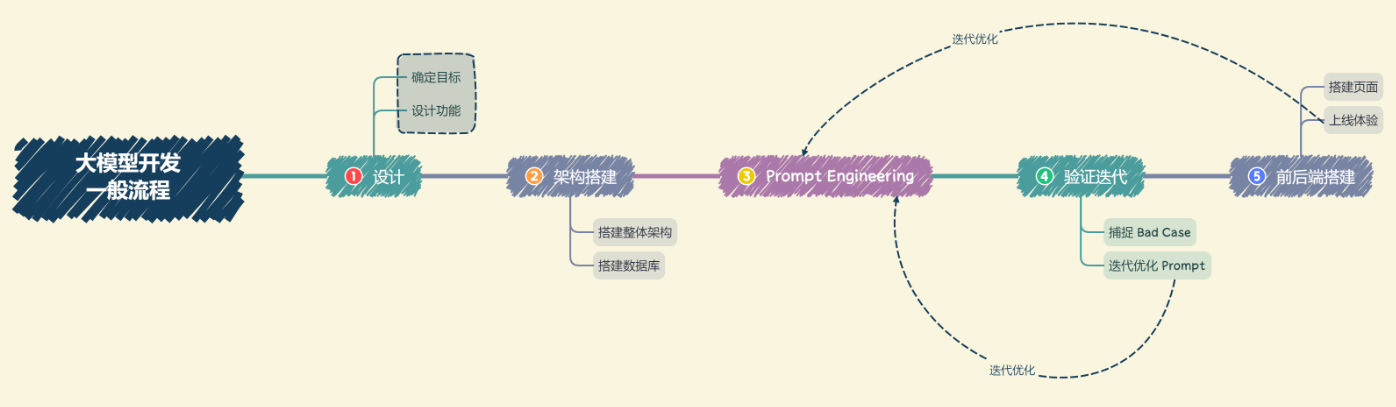 大模型开发
一般流程
1 设计
确定目标
设计功能
2 架构搭建
搭建整体架构
搭建数据库
3 Prompt Engineering
4 验证迭代
捕捉 Bad Case
迭代优化 Prompt
迭代优化
5 前后端搭建
搭建页面
上线体验
迭代优化